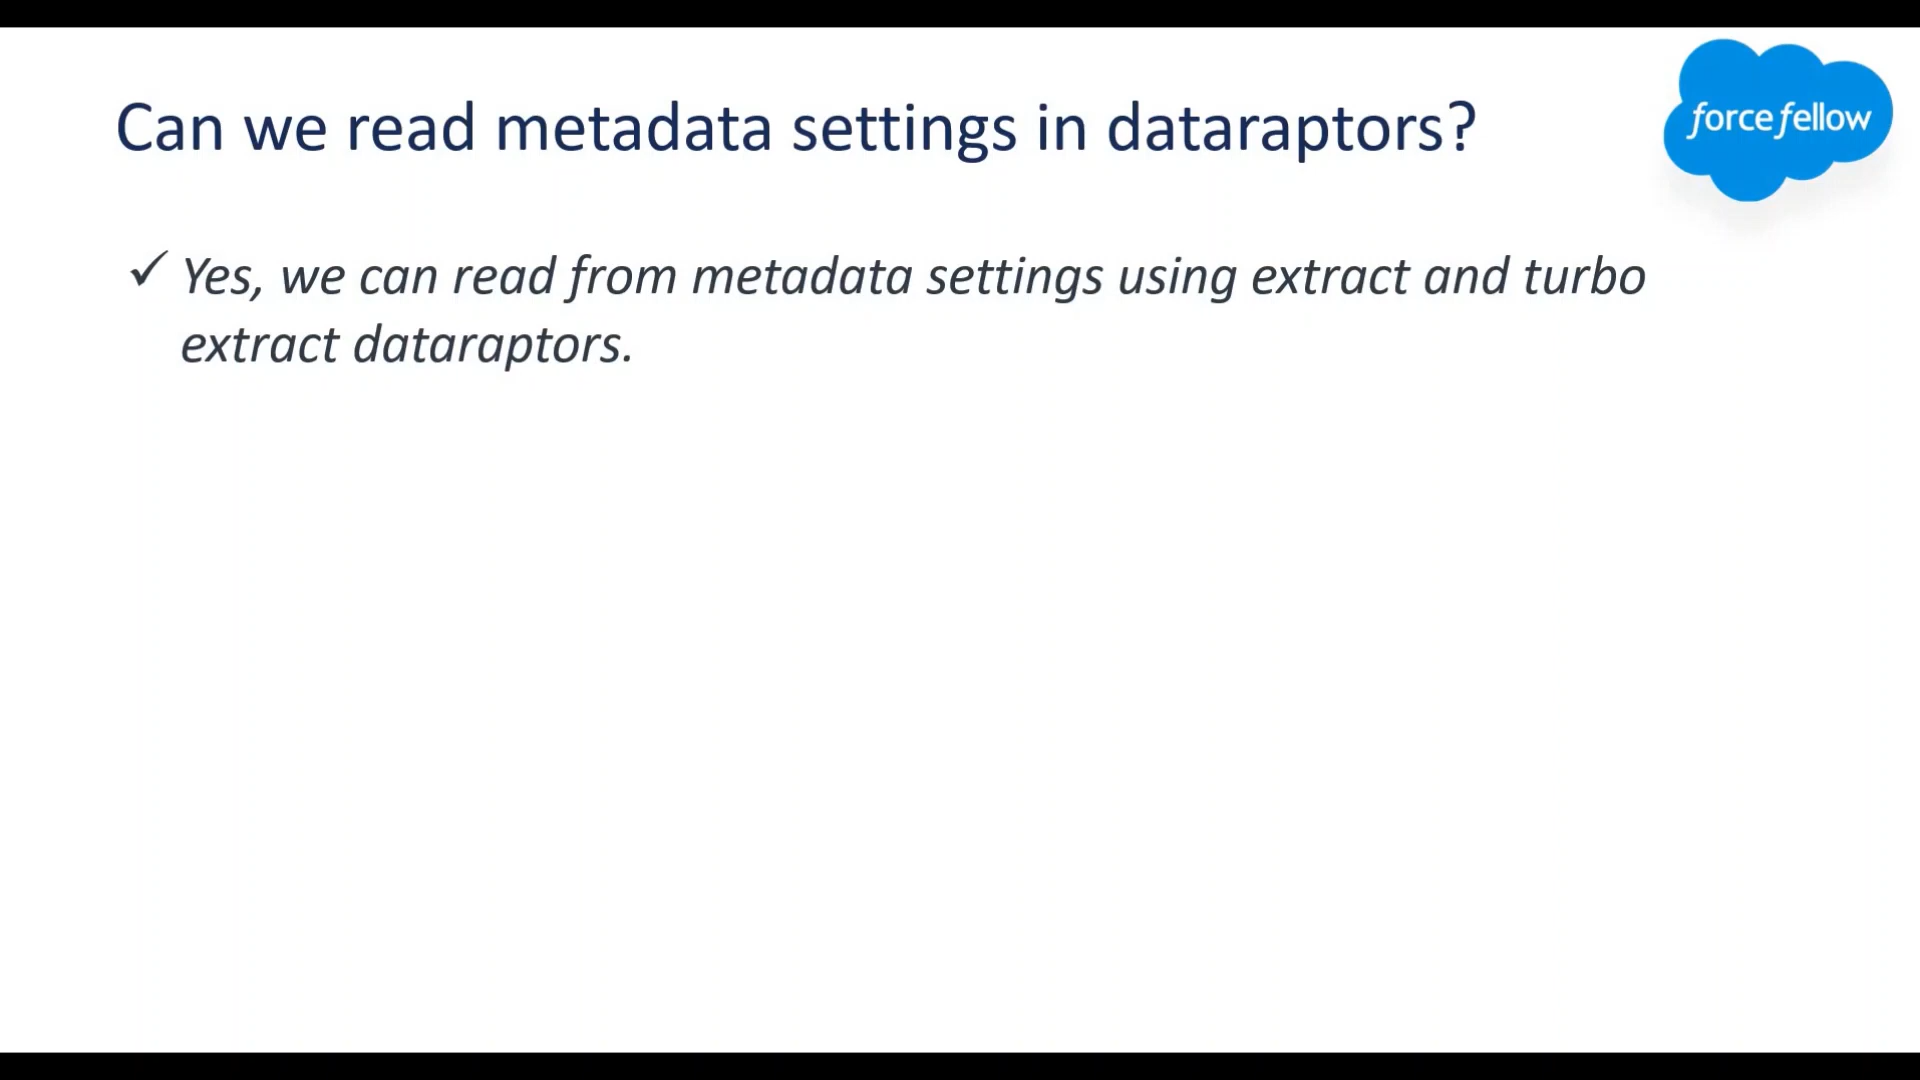 Can we read metadata settings in dataraptors?
force fellow
✓ Yes, we can read from metadata settings using extract and turbo
extract dataraptors.